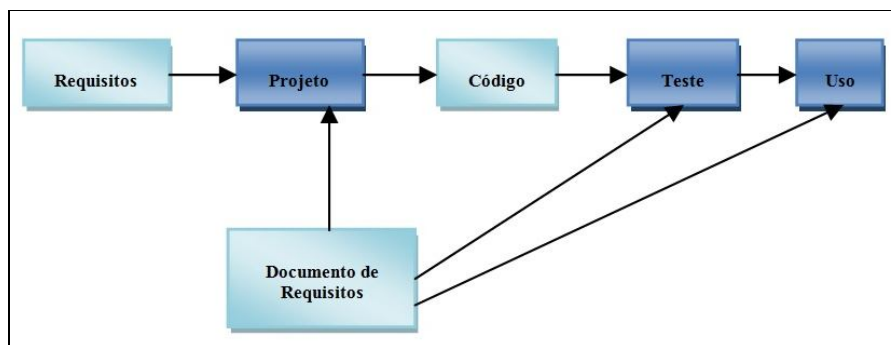 Requisitos
Projeto
Código
Teste
Uso
Documento de
Requisitos